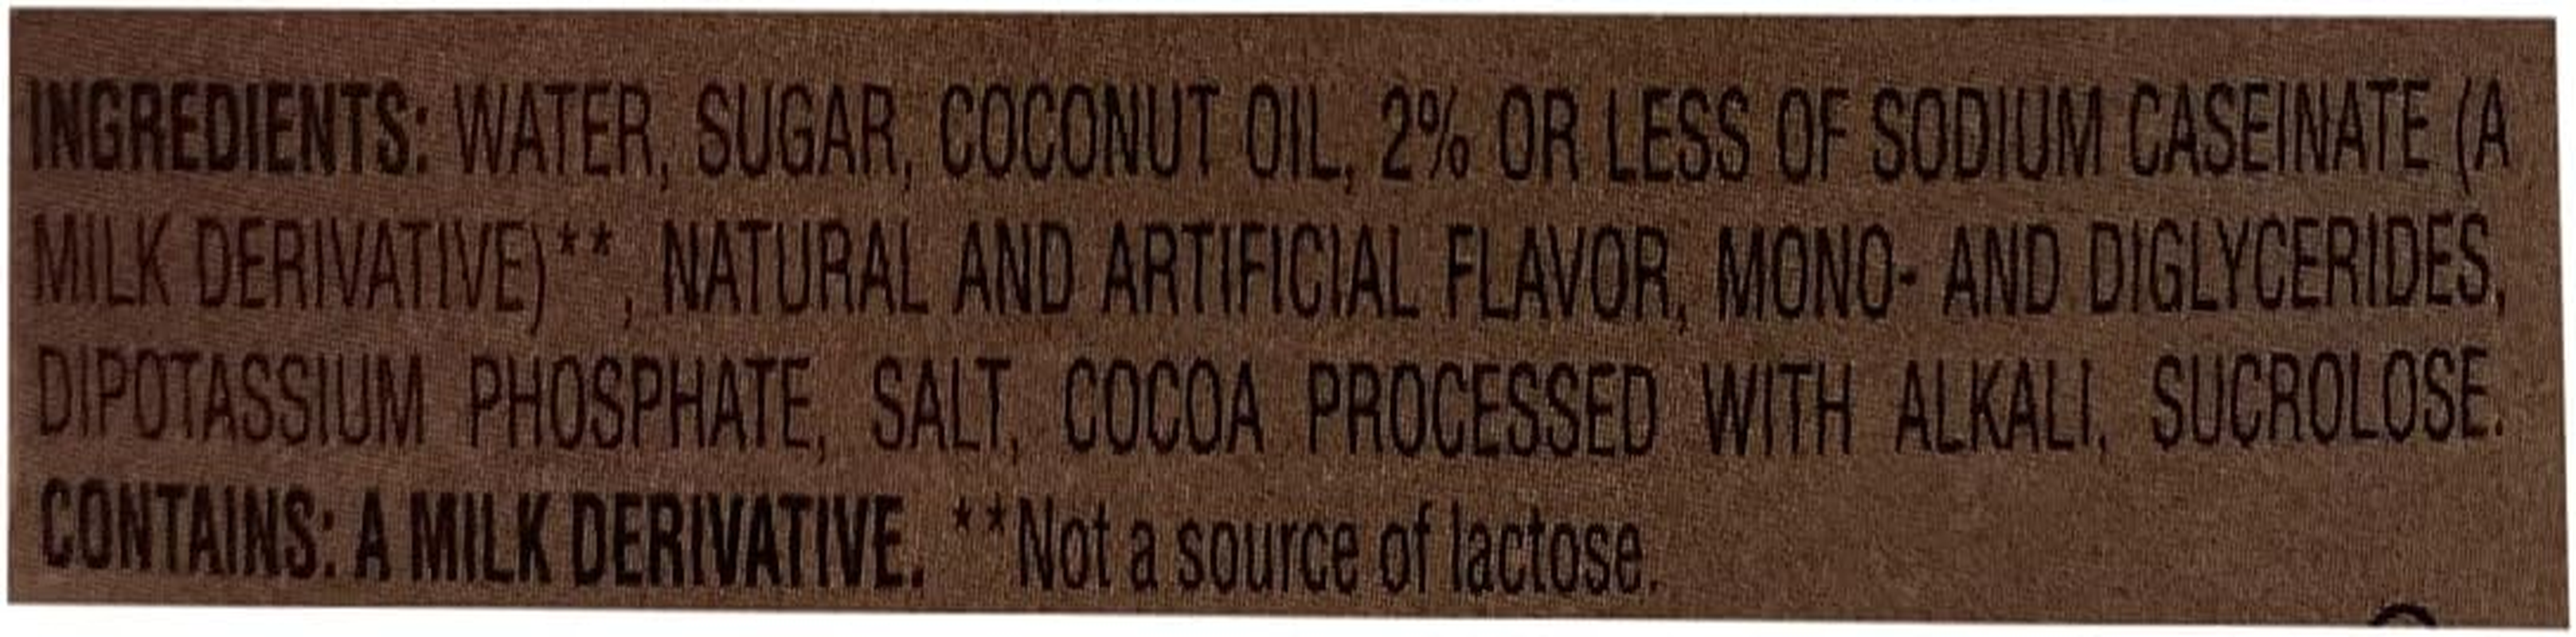 INGREDIENTS: WATER, SUGAR, COCONUT OIL, 2% OR LESS OF SODIUM CASEINATE (A
MILK DERIVATIVE)**, NATURAL AND ARTIFICIAL FLAVOR, MONO- AND DIGLYCERIDES,
DIPOTASSIUM PHOSPHATE, SALT, COCOA PROCESSED WITH ALKALI, SUCROLOSE.
CONTAINS: A MILK DERIVATIVE. **Not a source of lactose.